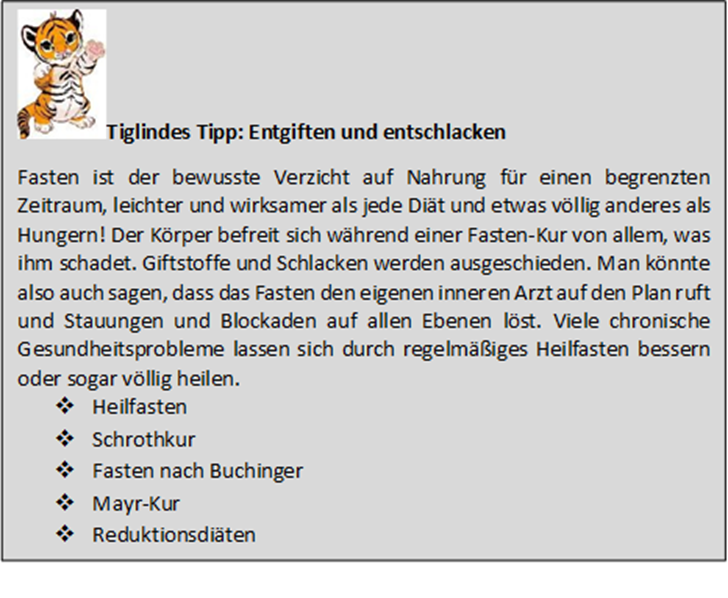 Tiglindes Tipp: Entgiften und entschlacken
Fasten ist der bewusste Verzicht auf Nahrung für einen begrenzten
Zeitraum, leichter und wirksamer als jede Diät und etwas völlig anderes als
Hungern! Der Körper befreit sich während einer Fasten-Kur von allem, was
ihm schadet. Giftstoffe und Schlacken werden ausgeschieden. Man könnte
also auch sagen, dass das Fasten den eigenen inneren Arzt auf den Plan ruft
und Stauungen und Blockaden auf allen Ebenen löst. Viele chronische
Gesundheitsprobleme lassen sich durch regelmäßiges Heilfasten bessern
oder sogar völlig heilen.
❖ Heilfasten
❖ Schrothkur
❖ Fasten nach Buchinger
❖ Mayr-Kur
❖ Reduktionsdiäten